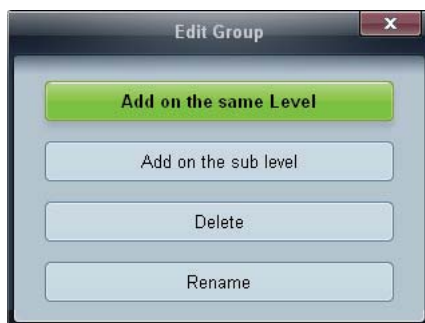 Edit Group
x
Add on the same Level
Add on the sub level
Delete
Rename